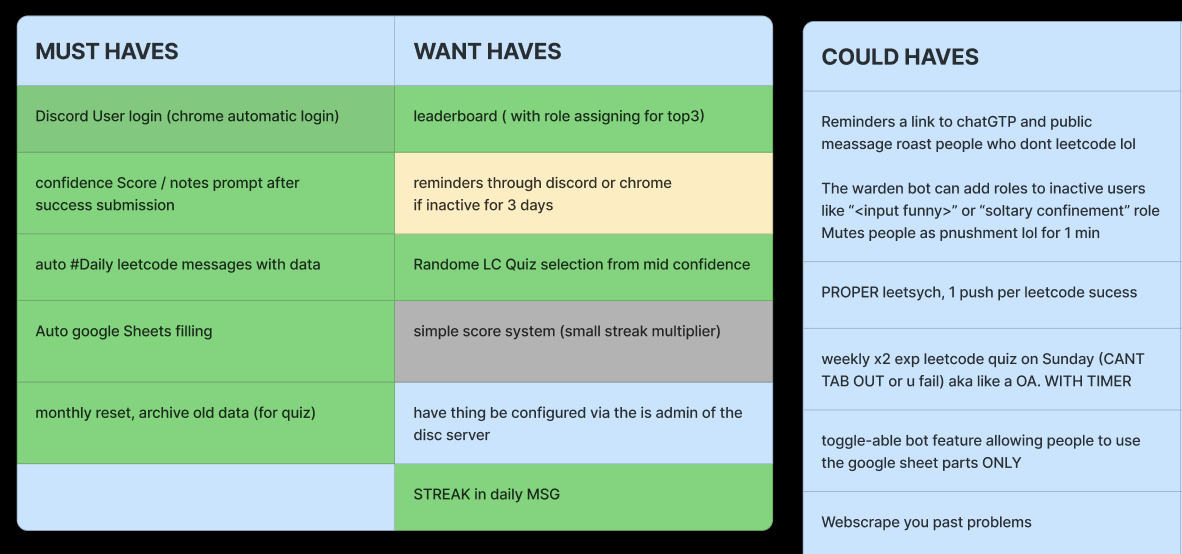 MUST HAVES
WANT HAVES
Discord User login (chrome automatic login)
leaderboard ( with role assigning for top3)
confidence Score / notes prompt after
success submission
reminders through discord or chrome
if inactive for 3 days
auto #Daily leetcode messages with data
Randome LC Quiz selection from mid confidence
Auto google Sheets filling
simple score system (small streak multiplier)
monthly reset, archive old data (for quiz)
have thing be configured via the is admin of the
disc server
STREAK in daily MSG
COULD HAVES
Reminders a link to chatGTP and public
meassage roast people who dont leetcode lol
The warden bot can add roles to inactive users
like “<input funny>” or “soltary confinement” role
Mutes people as pnushment lol for 1 min
PROPER leetsych, 1 push per leetcode sucess
weekly x2 exp leetcode quiz on Sunday (CANT
TAB OUT or u fail) aka like a OA. WITH TIMER
toggle-able bot feature allowing people to use
the google sheet parts ONLY
Webscrape you past problems